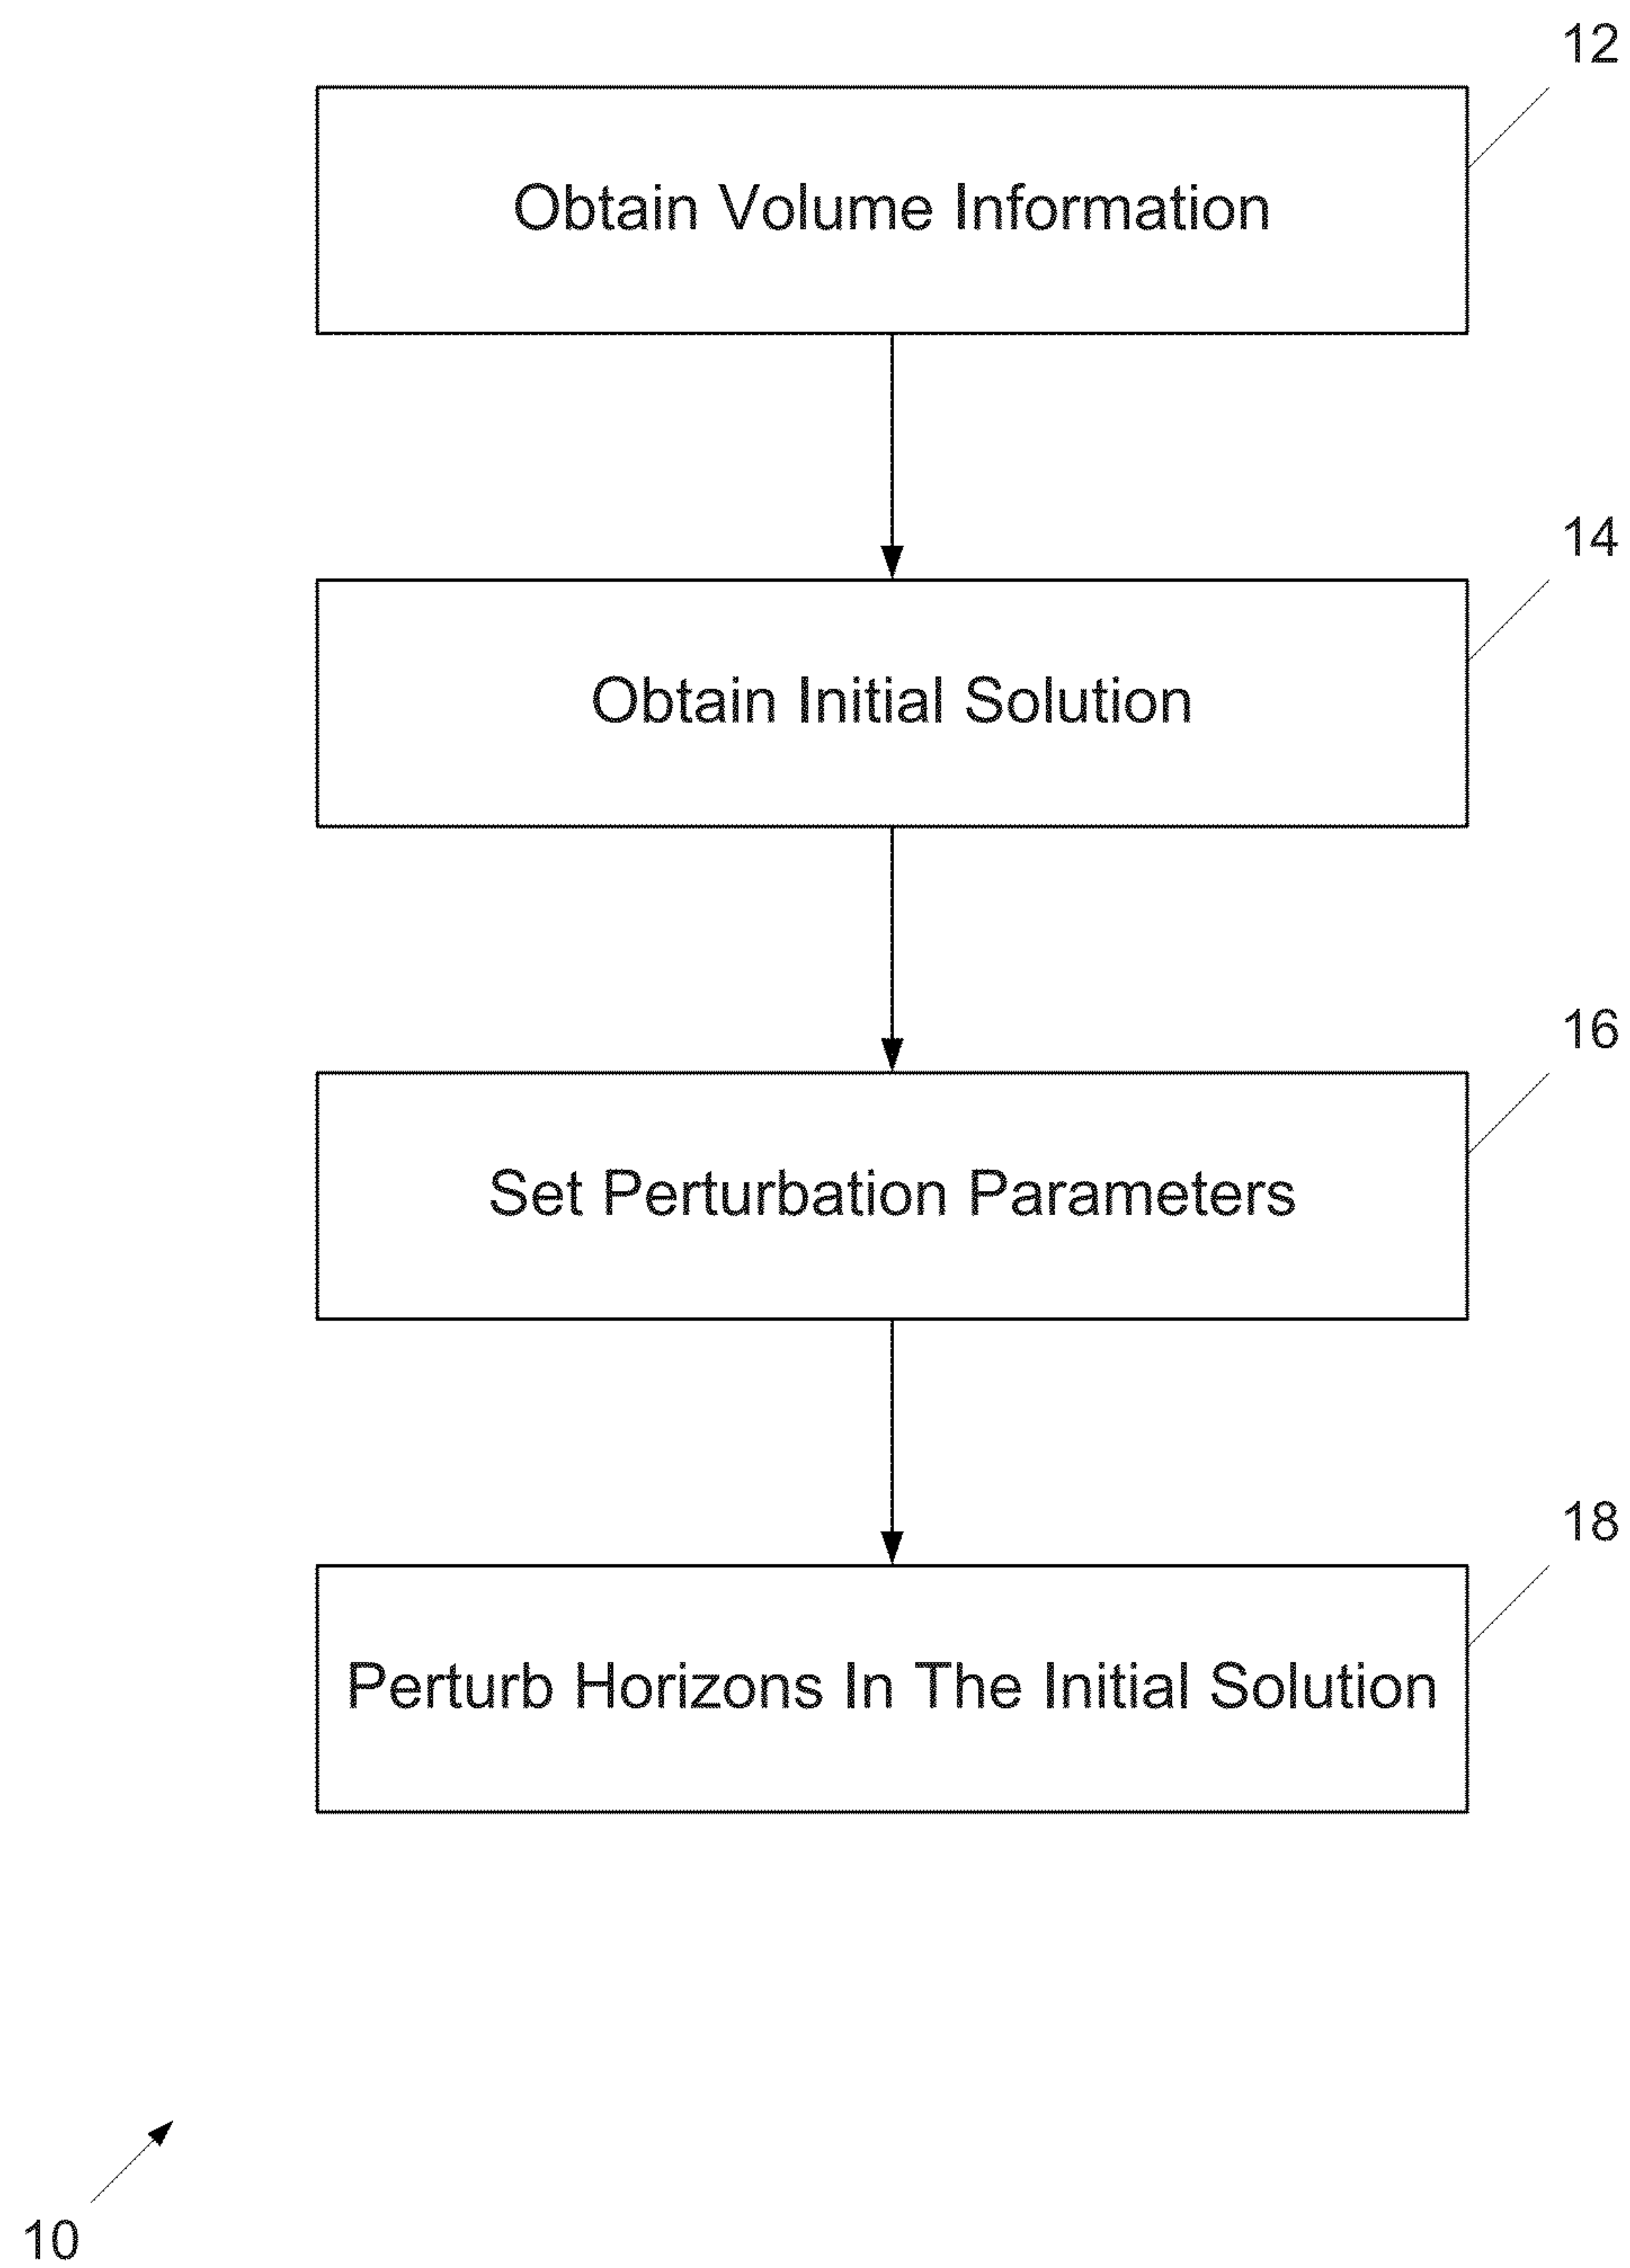 12
Obtain Volume Information
14
Obtain Initial Solution
16
Set Perturbation Parameters
18
Perturb Horizons In The Initial Solution
10